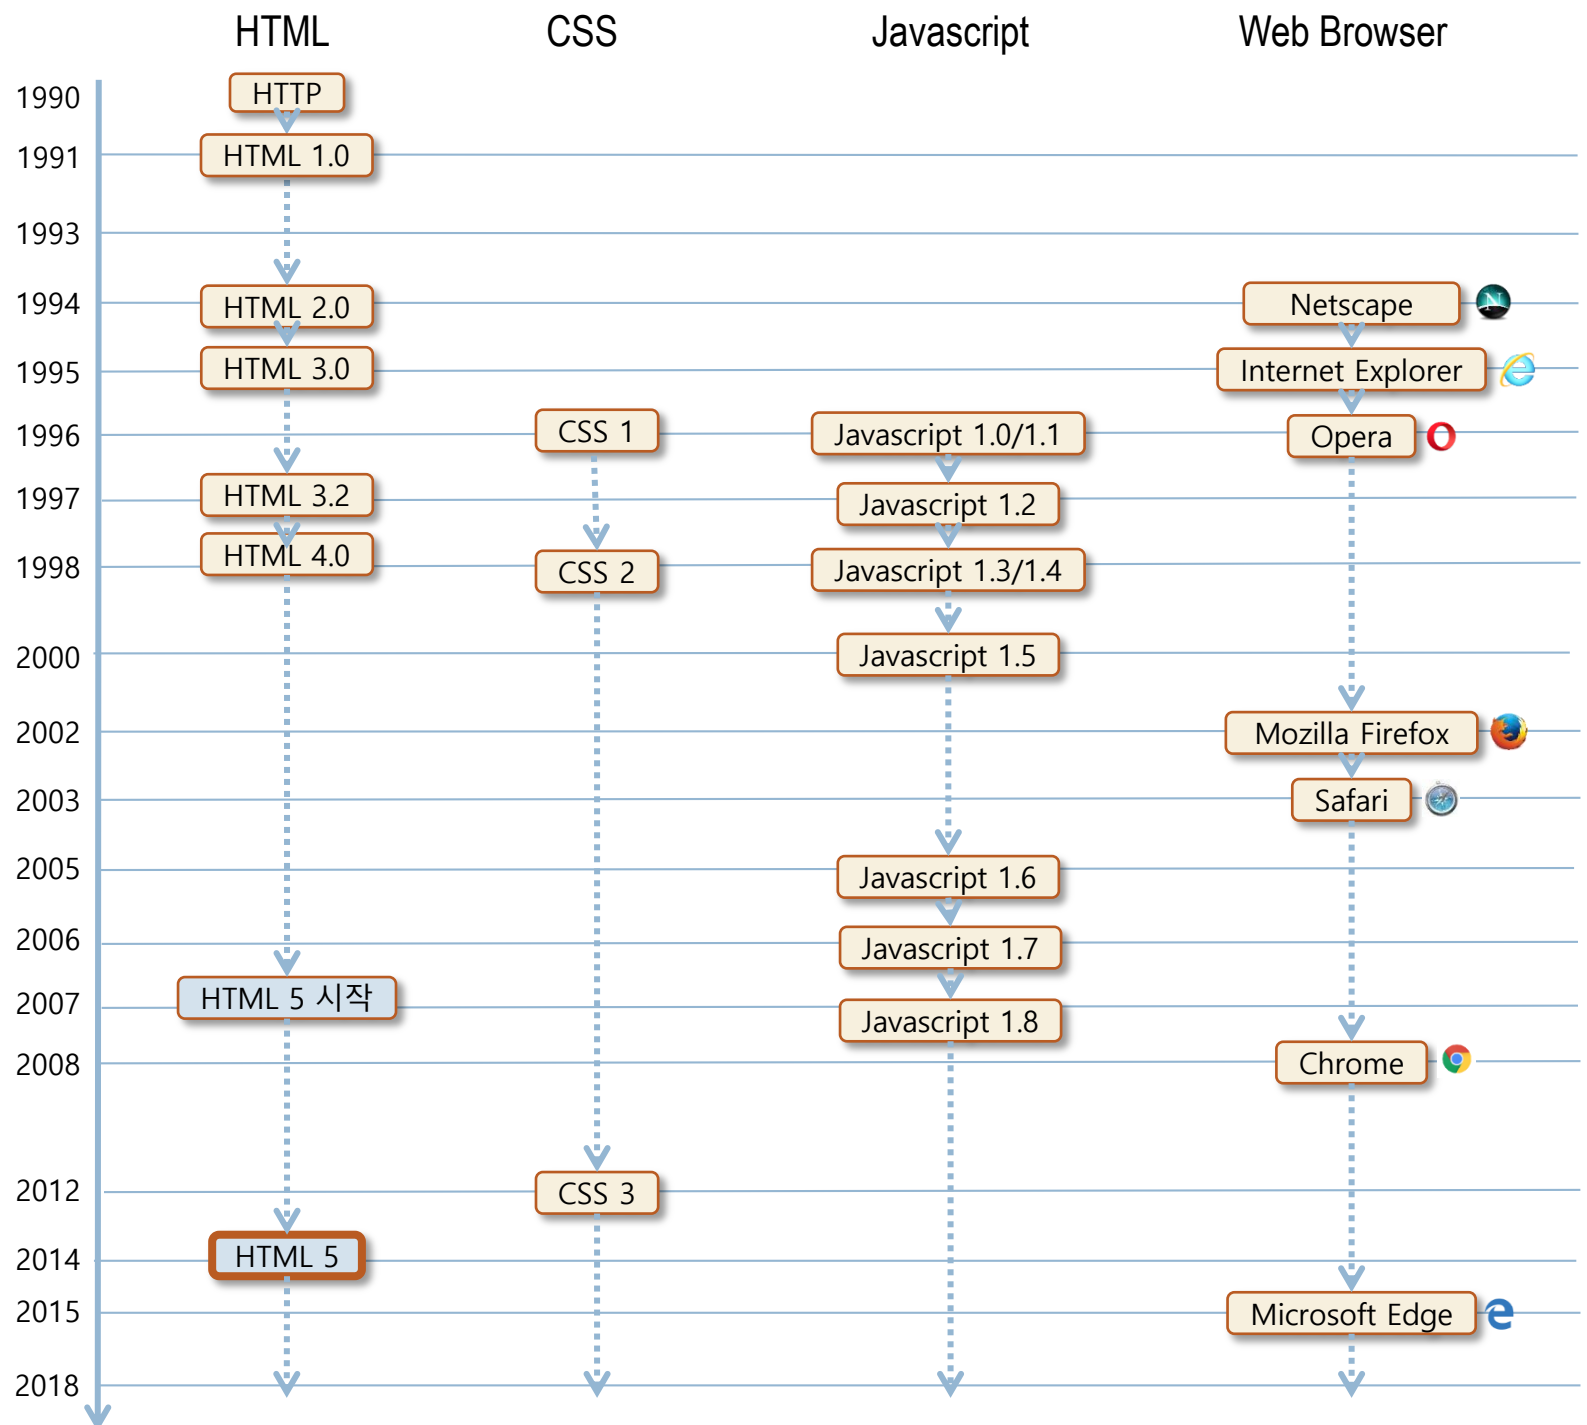 HTML CSS Javascript Web Browser
1990 HTTP
1991 HTML 1.0
1993
1994 HTML 2.0 Netscape
N
1995 HTML 3.0 Internet Explorer
1996 CSS 1 Javascript 1.0/1.1 Opera
1997 HTML 3.2 Javascript 1.2
1998 HTML 4.0 CSS 2 Javascript 1.3/1.4
2000 Javascript 1.5
2002 Mozilla Firefox
2003 Safari
2005 Javascript 1.6
2006 Javascript 1.7
2007 HTML 5 시작 Javascript 1.8
2008 Chrome
2012 CSS 3
2014 HTML 5
2015 Microsoft Edge
2018